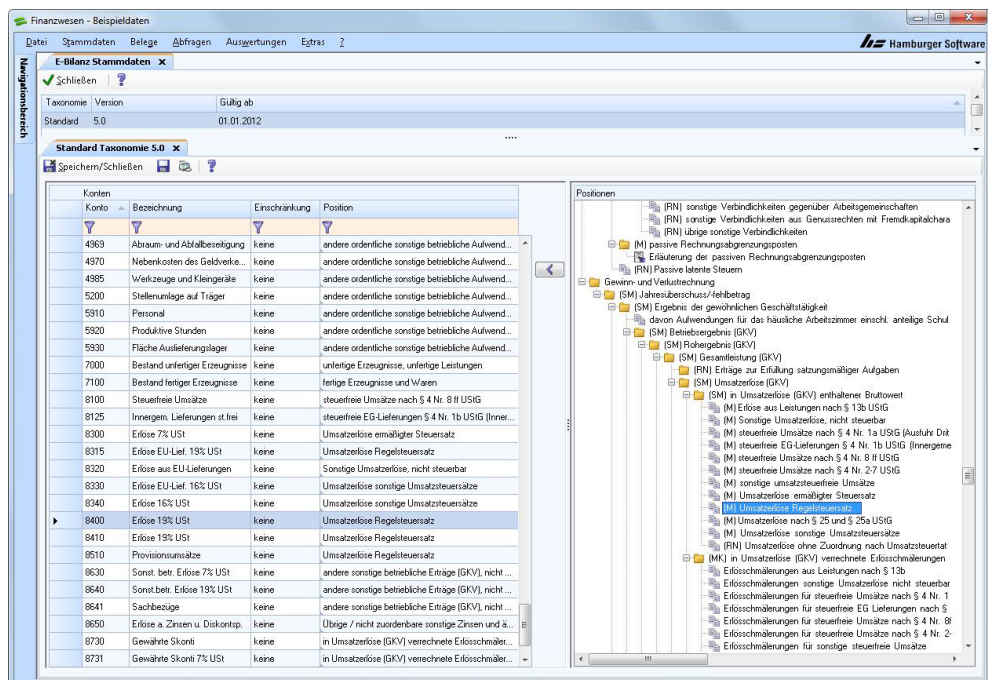 Finanzwesen - Beispieldaten
Datei Stammdaten Belege Abfragen Auswertungen Extras ?
Hamburger Software
Navigationsbereich
E-Bilanz Stammdaten x
Schließen ?
Taxonomie Version Gültig ab
Standard 5.0 01.01.2012
Standard Taxonomie 5.0 x
Speichern/Schließen ?
Konten
Konto Bezeichnung Einschränkung Position
4969 Abraum- und Abfallbeseitigung keine andere ordentliche sonstige betriebliche Aufwend...
4970 Nebenkosten des Geldverke... keine andere ordentliche sonstige betriebliche Aufwend...
4985 Werkzeuge und Kleingeräte keine andere ordentliche sonstige betriebliche Aufwend...
5200 Stellenumlage auf Träger keine andere ordentliche sonstige betriebliche Aufwend...
5910 Personal keine andere ordentliche sonstige betriebliche Aufwend...
5920 Produktive Stunden keine andere ordentliche sonstige betriebliche Aufwend...
5930 Fläche Auslieferungslager keine andere ordentliche sonstige betriebliche Aufwend...
7000 Bestand unfertiger Erzeugnisse keine unfertige Erzeugnisse, unfertige Leistungen
7100 Bestand fertiger Erzeugnisse keine fertige Erzeugnisse und Waren
8100 Steuerfreie Umsätze keine steuerfreie Umsätze nach § 4 Nr. 8 ff UStG
8125 Innergem. Lieferungen st.frei keine steuerfreie EG-Lieferungen § 4 Nr. 1b UStG (Inner...
8300 Erlöse 7% USt keine Umsatzerlöse ermäßigter Steuersatz
8315 Erlöse EU-Lief. 19% USt keine Umsatzerlöse Regelsteuersatz
8320 Erlöse aus EU-Lieferungen keine Sonstige Umsatzerlöse, nicht steuerbar
8330 Erlöse EU-Lief. 16% USt keine Umsatzerlöse sonstige Umsatzsteuersätze
8340 Erlöse 16% USt keine Umsatzerlöse sonstige Umsatzsteuersätze
8400 Erlöse 19% USt keine Umsatzerlöse Regelsteuersatz
8410 Erlöse 19% USt keine Umsatzerlöse Regelsteuersatz
8510 Provisionsumsätze keine Umsatzerlöse Regelsteuersatz
8630 Sonst. betr. Erlöse 7% USt keine andere sonstige betriebliche Erträge (GKV), nicht ...
8640 Sonst.betr. Erlöse 19% USt keine andere sonstige betriebliche Erträge (GKV), nicht ...
8641 Sachbezüge keine andere sonstige betriebliche Erträge (GKV), nicht ...
8650 Erlöse a. Zinsen u. Diskontsp. keine Übrige / nicht zuordenbare sonstige Zinsen und ä...
8730 Gewährte Skonti keine in Umsatzerlöse (GKV) verrechnete Erlösschmäler...
8731 Gewährte Skonti 7% USt keine in Umsatzerlöse (GKV) verrechnete Erlösschmäler...
Positionen
(RN) sonstige Verbindlichkeiten gegenüber Arbeitsgemeinschaften
(RN) sonstige Verbindlichkeiten aus Genussrechten mit Fremdkapitalchara
(RN) übrige sonstige Verbindlichkeiten
(M) passive Rechnungsabgrenzungsposten
Erläuterung der passiven Rechnungsabgrenzungsposten
(RN) Passive latente Steuern
Gewinn- und Verlustrechnung
(SM) Jahresüberschuss/-fehlbetrag
(SM) Ergebnis der gewöhnlichen Geschäftstätigkeit
davon Aufwendungen für das häusliche Arbeitszimmer einschl. anteilige Schul
(SM) Betriebsergebnis (GKV)
(SM) Rohergebnis (GKV)
(SM) Gesamtleistung (GKV)
(RN) Erträge zur Erfüllung satzungsmäßiger Aufgaben
(SM) Umsatzerlöse (GKV)
(SM) in Umsatzerlöse (GKV) enthaltener Bruttowert
(M) Erlöse aus Leistungen nach § 13b UStG
(M) Sonstige Umsatzerlöse, nicht steuerbar
(M) steuerfreie Umsätze nach § 4 Nr. 1a UStG (Ausfuhr Drit
(M) steuerfreie EG-Lieferungen § 4 Nr. 1b UStG (Innergeme
(M) steuerfreie Umsätze nach § 4 Nr. 8 ff UStG
(M) steuerfreie Umsätze nach § 4 Nr. 2-7 UStG
(M) sonstige umsatzsteuerfreie Umsätze
(M) Umsatzerlöse ermäßigter Steuersatz
(M) Umsatzerlöse Regelsteuersatz
(M) Umsatzerlöse nach § 25 und § 25a UStG
(M) Umsatzerlöse sonstige Umsatzsteuersätze
(RN) Umsatzerlöse ohne Zuordnung nach Umsatzsteuertat
(MK) in Umsatzerlöse (GKV) verrechnete Erlösschmälerungen
Erlösschmälerungen aus Leistungen nach § 13b
Erlösschmälerungen sonstige Umsatzerlöse nicht steuerbar
Erlösschmälerungen für steuerfreie Umsätze nach § 4 Nr. 1
Erlösschmälerungen für steuerfreie EG Lieferungen nach §
Erlösschmälerungen für steuerfreie Umsätze nach § 4 Nr. 8f
Erlösschmälerungen für steuerfreie Umsätze nach § 4 Nr. 2-
Erlösschmälerungen für sonstige steuerfreie Umsätze